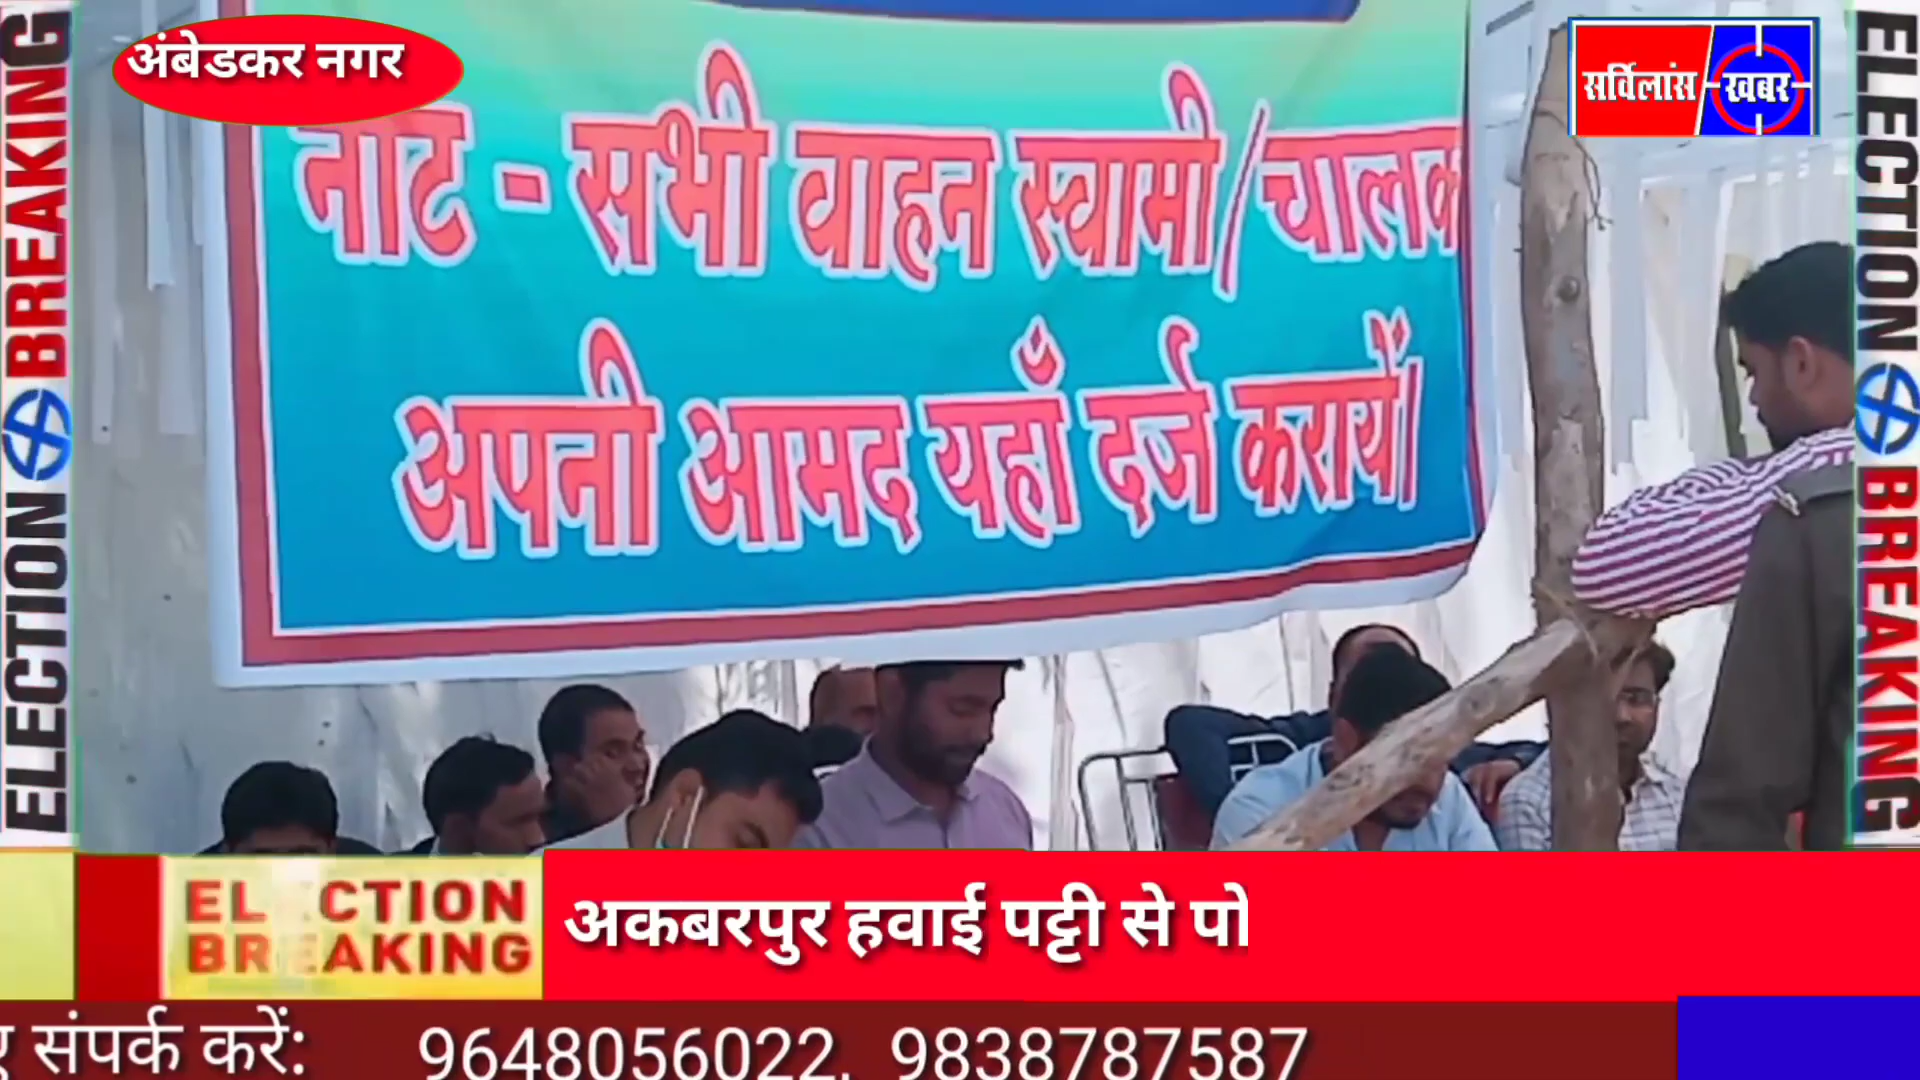 अंबेडकर नगर
सर्विलांस खबर
नोट - सभी वाहन स्वामी/चालक
अपनी आमद यहाँ दर्ज करायें।
ELECTION BREAKING
ELECTION BREAKING
ELECTION
BREAKING
अकबरपुर हवाई पट्टी से पो
संपर्क करें: 9648056022, 9838787587